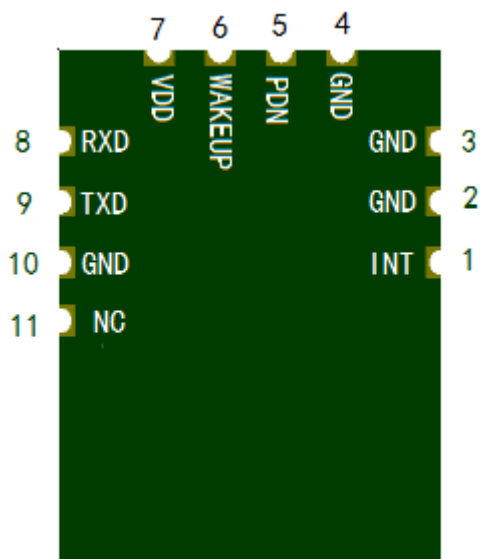 7 6 5 4
VDD WAKEUP PDN GND
8 RXD GND 3
9 TXD GND 2
10 GND INT 1
11 NC